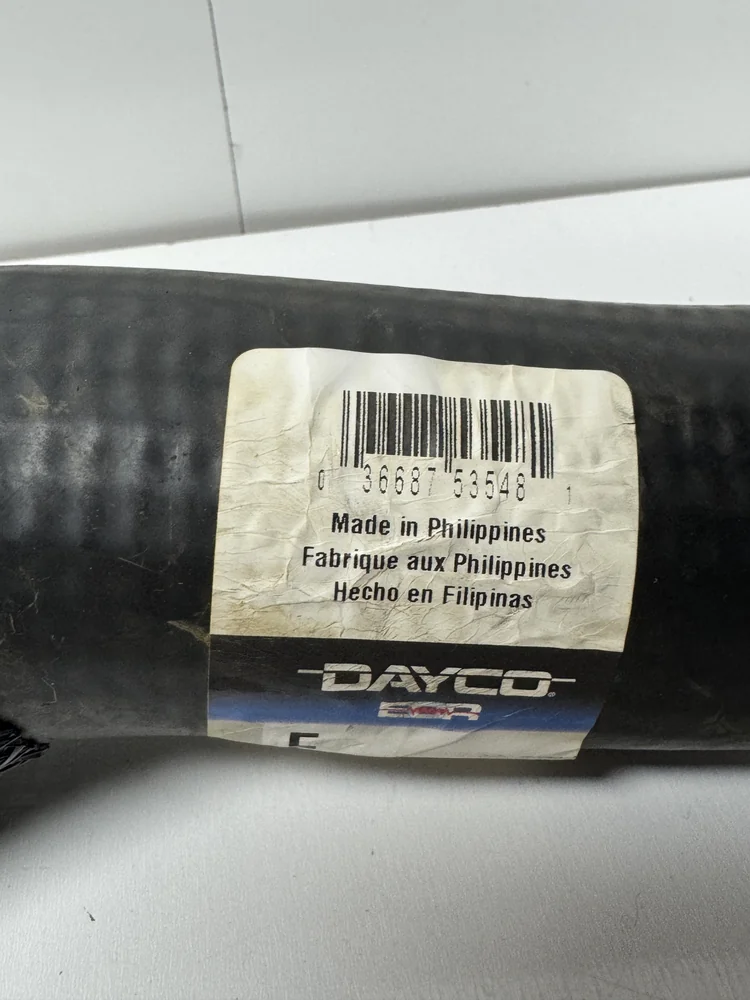 0 36687 53548 1
Made in Philippines
Fabrique aux Philippines
Hecho en Filipinas
DAYCO®